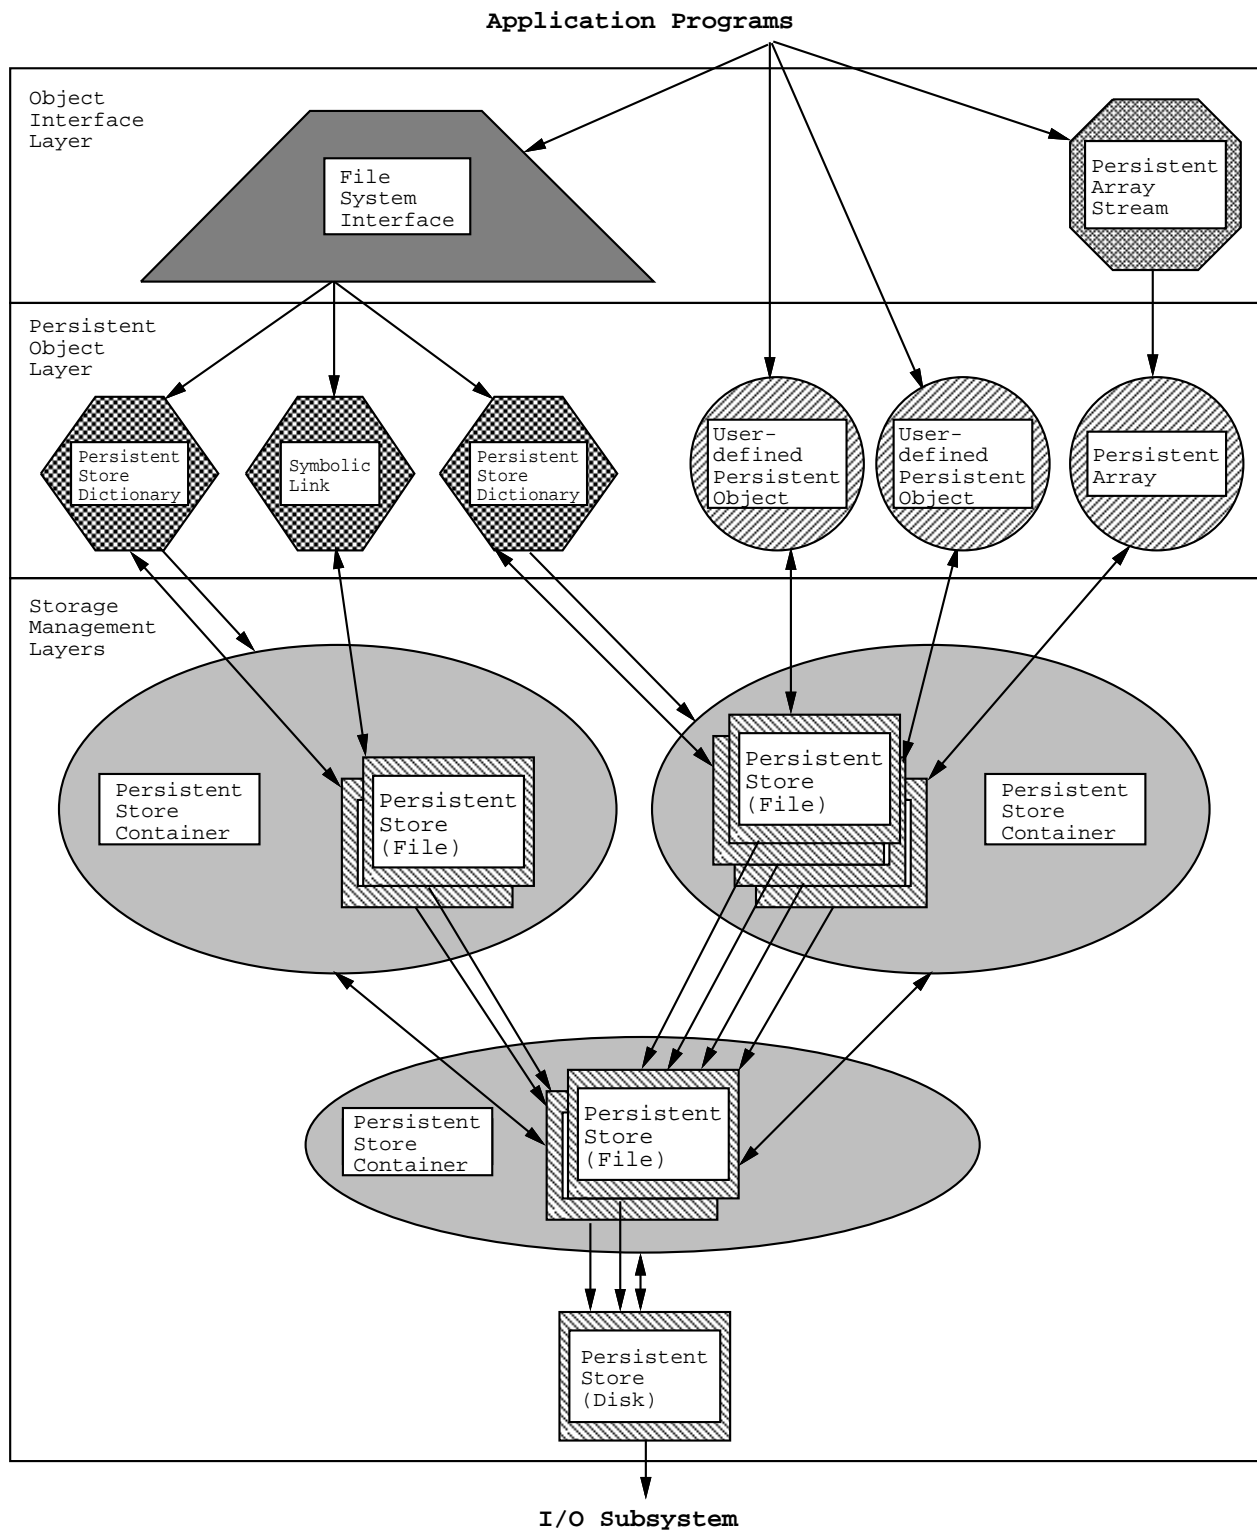 Application Programs
Object
Interface
Layer
File
System
Interface
Persistent
Array
Stream
Persistent
Object
Layer
Persistent
Store
Dictionary
Symbolic
Link
Persistent
Store
Dictionary
User-
defined
Persistent
Object
User-
defined
Persistent
Object
Persistent
Array
Storage
Management
Layers
Persistent
Store
Container
Persistent
Store
(File)
Persistent
Store
(File)
Persistent
Store
Container
Persistent
Store
Container
Persistent
Store
(File)
Persistent
Store
(Disk)
I/O Subsystem